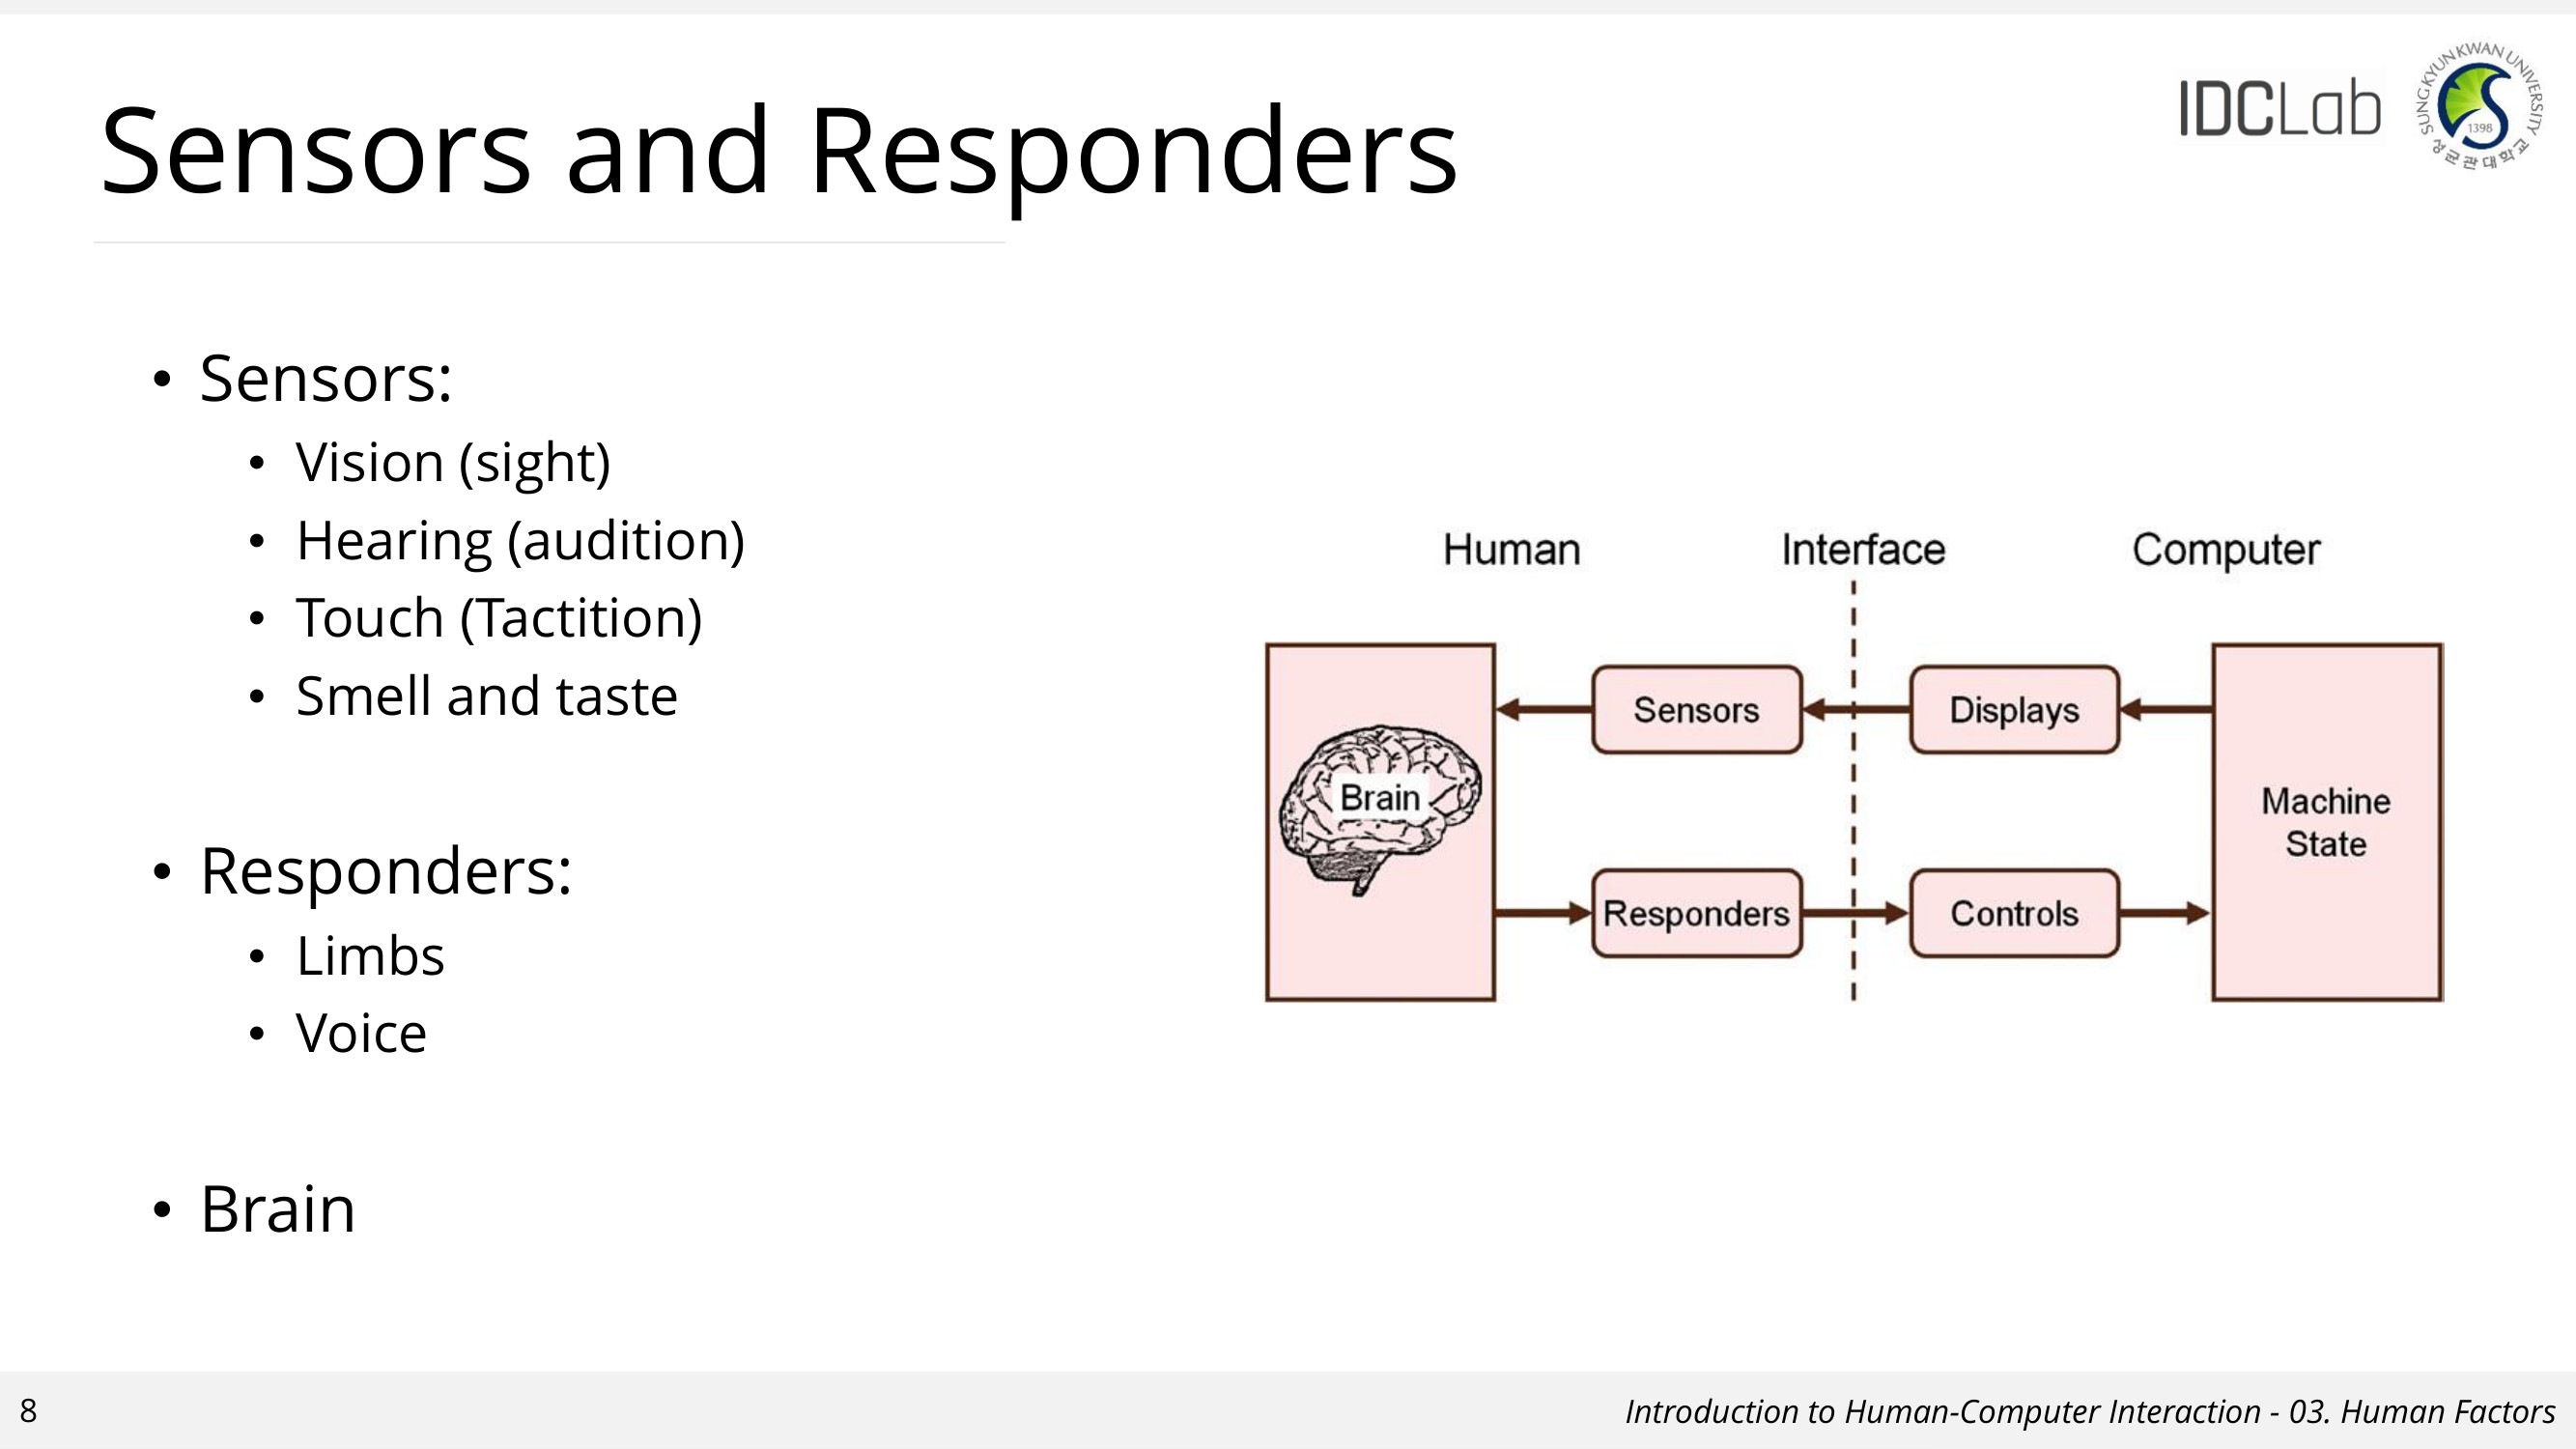 Sensors and Responders
IDCLab
SUNGKYUNKWAN UNIVERSITY
1398
성균관대학교
• Sensors:
• Vision (sight)
• Hearing (audition)
• Touch (Tactition)
• Smell and taste
• Responders:
• Limbs
• Voice
• Brain
Human Interface Computer
Sensors Displays
Brain
Machine
State
Responders Controls
8
Introduction to Human-Computer Interaction - 03. Human Factors